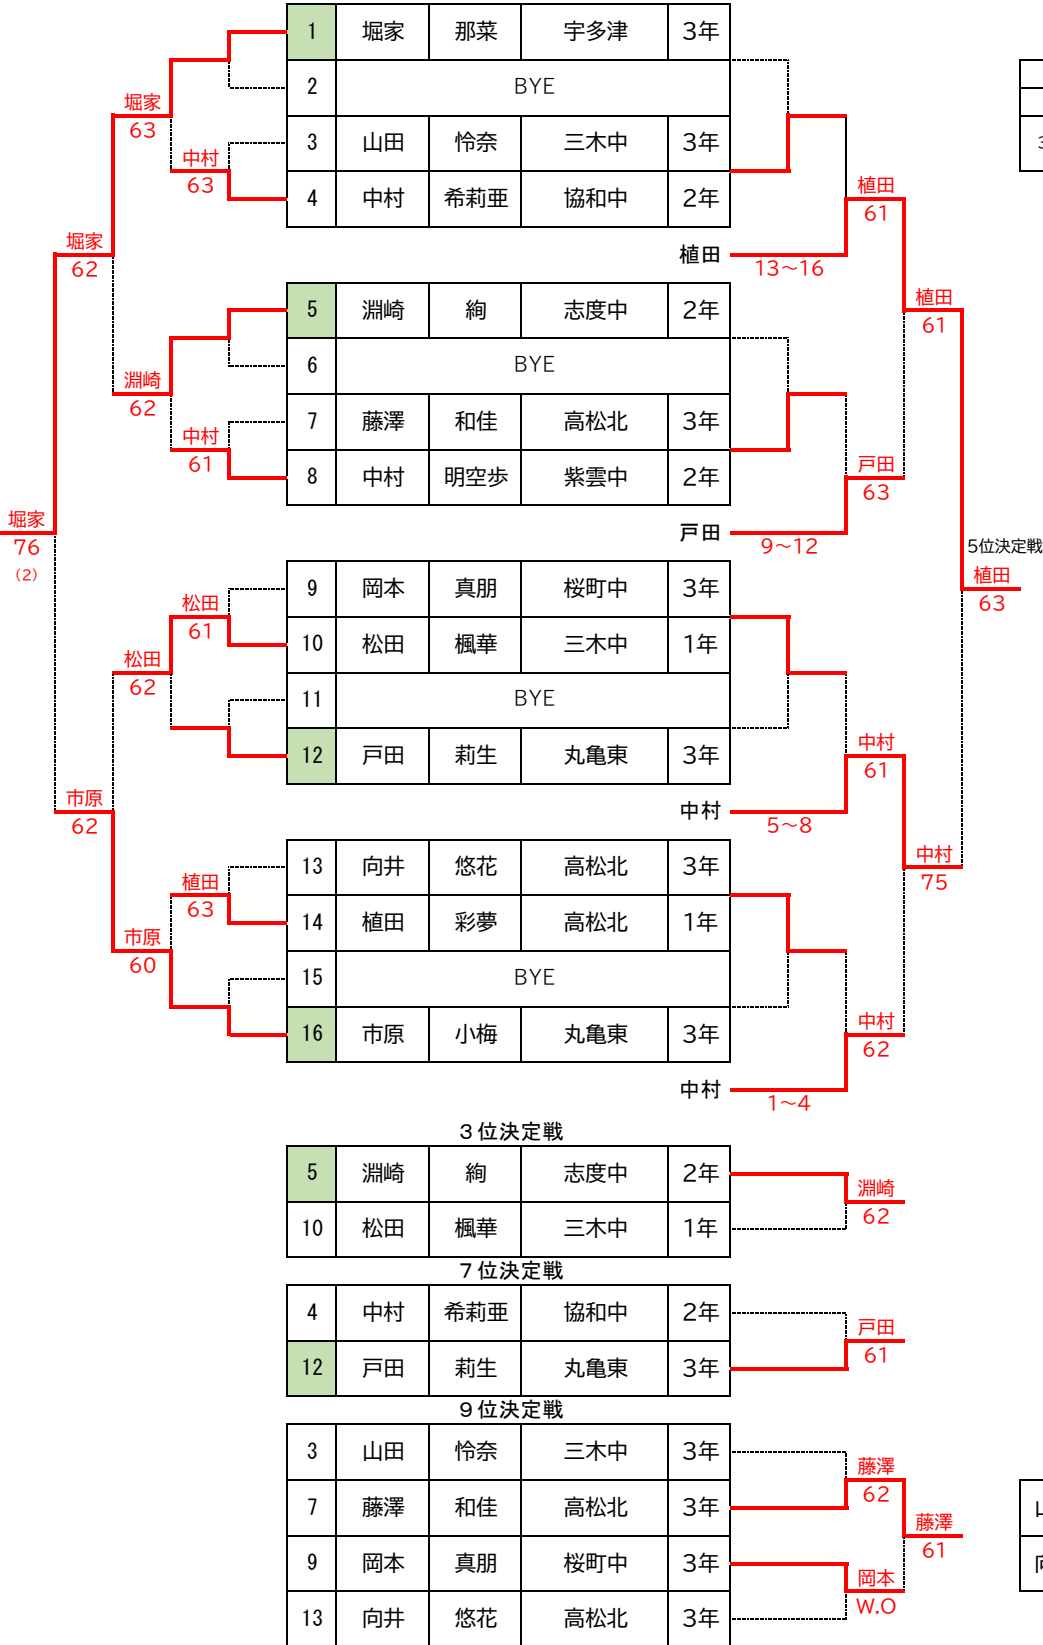 1 堀家 那菜 宇多津 3年
2 BYE
堀家
63
3 山田 怜奈 三木中 3年
中村
63
4 中村 希莉亜 協和中 2年
植田
61
堀家
62
植田
13～16
5 淵崎 絢 志度中 2年
植田
61
6 BYE
淵崎
62
7 藤澤 和佳 高松北 3年
中村
61
8 中村 明空歩 紫雲中 2年
戸田
63
堀家
76
(2)
戸田
9～12
5位決定戦
植田
63
9 岡本 真朋 桜町中 3年
松田
61
10 松田 楓華 三木中 1年
松田
62
11 BYE
12 戸田 莉生 丸亀東 3年
中村
61
市原
62
中村
5～8
13 向井 悠花 高松北 3年
中村
75
植田
63
14 植田 彩夢 高松北 1年
市原
60
15 BYE
16 市原 小梅 丸亀東 3年
中村
62
中村
1～4
３位決定戦
5 淵崎 絢 志度中 2年
淵崎
62
10 松田 楓華 三木中 1年
７位決定戦
4 中村 希莉亜 協和中 2年
戸田
61
12 戸田 莉生 丸亀東 3年
９位決定戦
3 山田 怜奈 三木中 3年
藤澤
62
7 藤澤 和佳 高松北 3年
藤澤
61
9 岡本 真朋 桜町中 3年
岡本
W.O
13 向井 悠花 高松北 3年